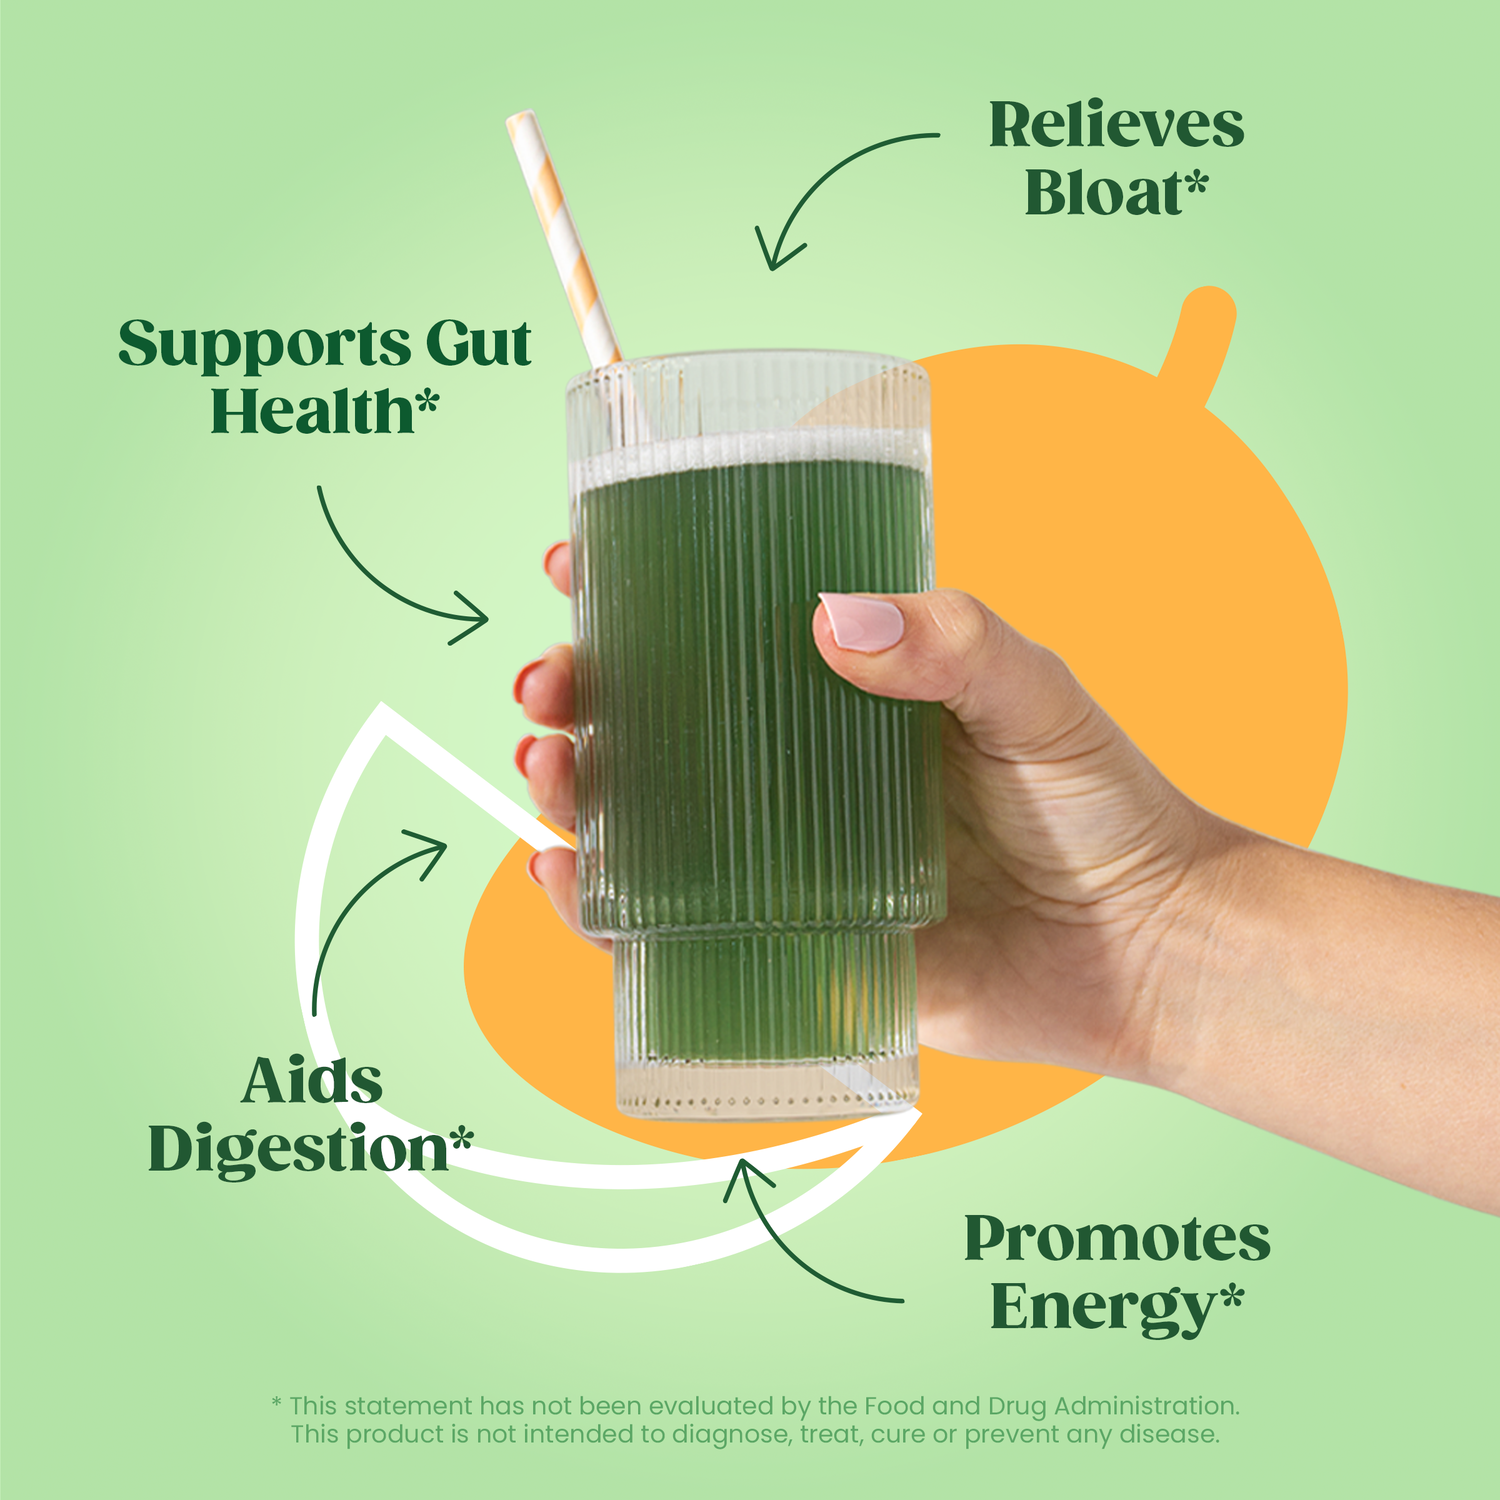 Relieves
Bloat*
Supports Gut
Health*
Aids
Digestion*
Promotes
Energy*
* This statement has not been evaluated by the Food and Drug Administration.
This product is not intended to diagnose, treat, cure or prevent any disease.